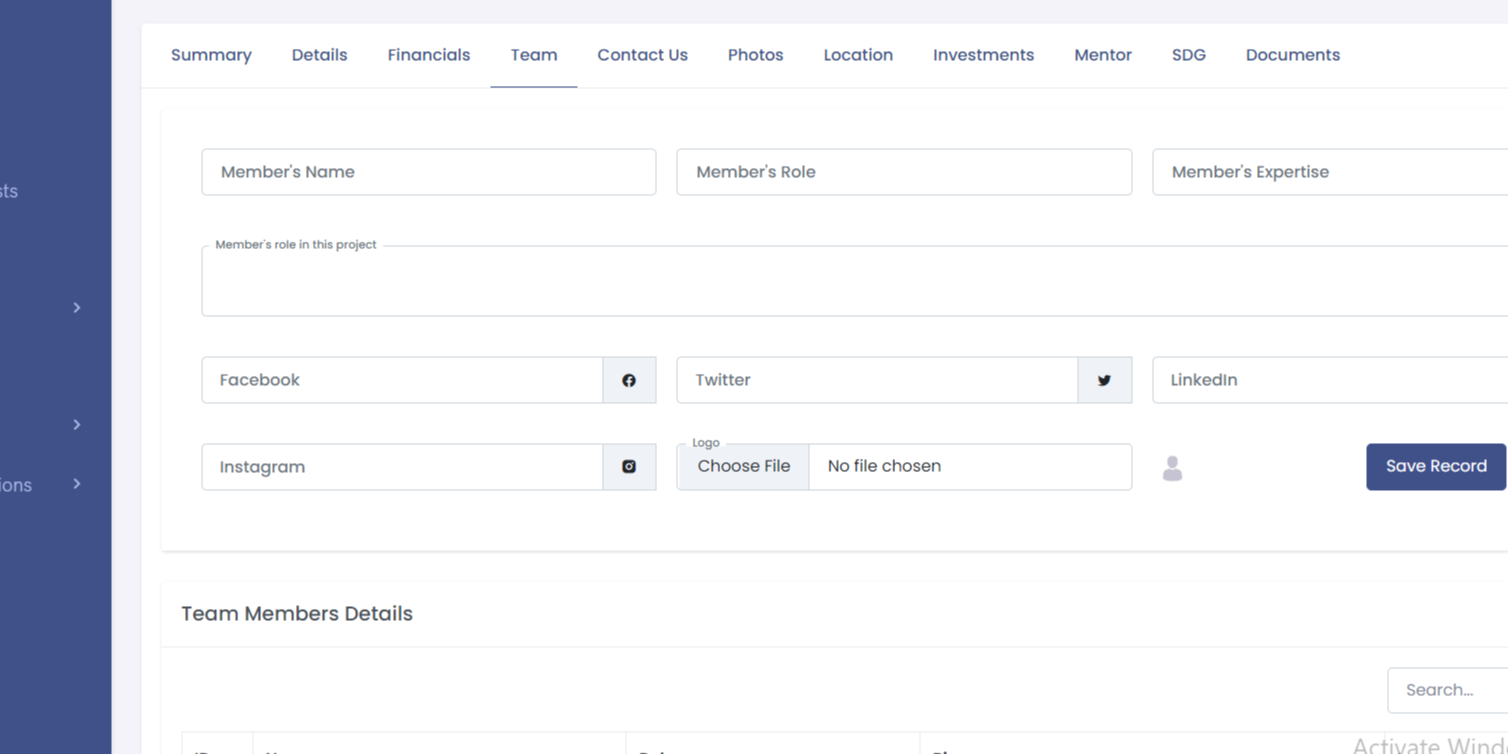 Summary Details Financials Team Contact Us Photos Location Investments Mentor SDG Documents
Member's Name Member's Role Member's Expertise
sts
Member's role in this project
Facebook Twitter LinkedIn
Logo
Instagram Choose File No file chosen Save Record
ions
Team Members Details
Search...
Activate Wind